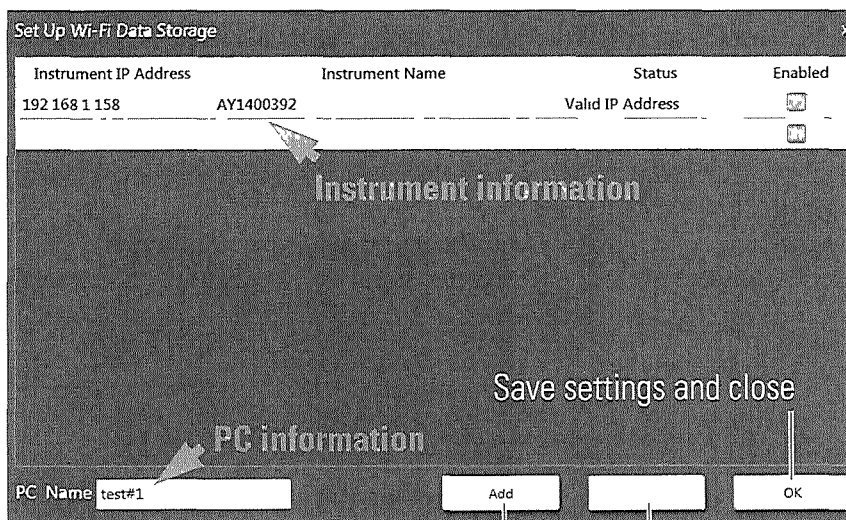 Set Up Wi-Fi Data Storage
Instrument IP Address Instrument Name Status Enabled
192 168 1 158 AY1400392 Valid IP Address
Instrument information
Save settings and close
PC information
PC Name test#1 Add OK